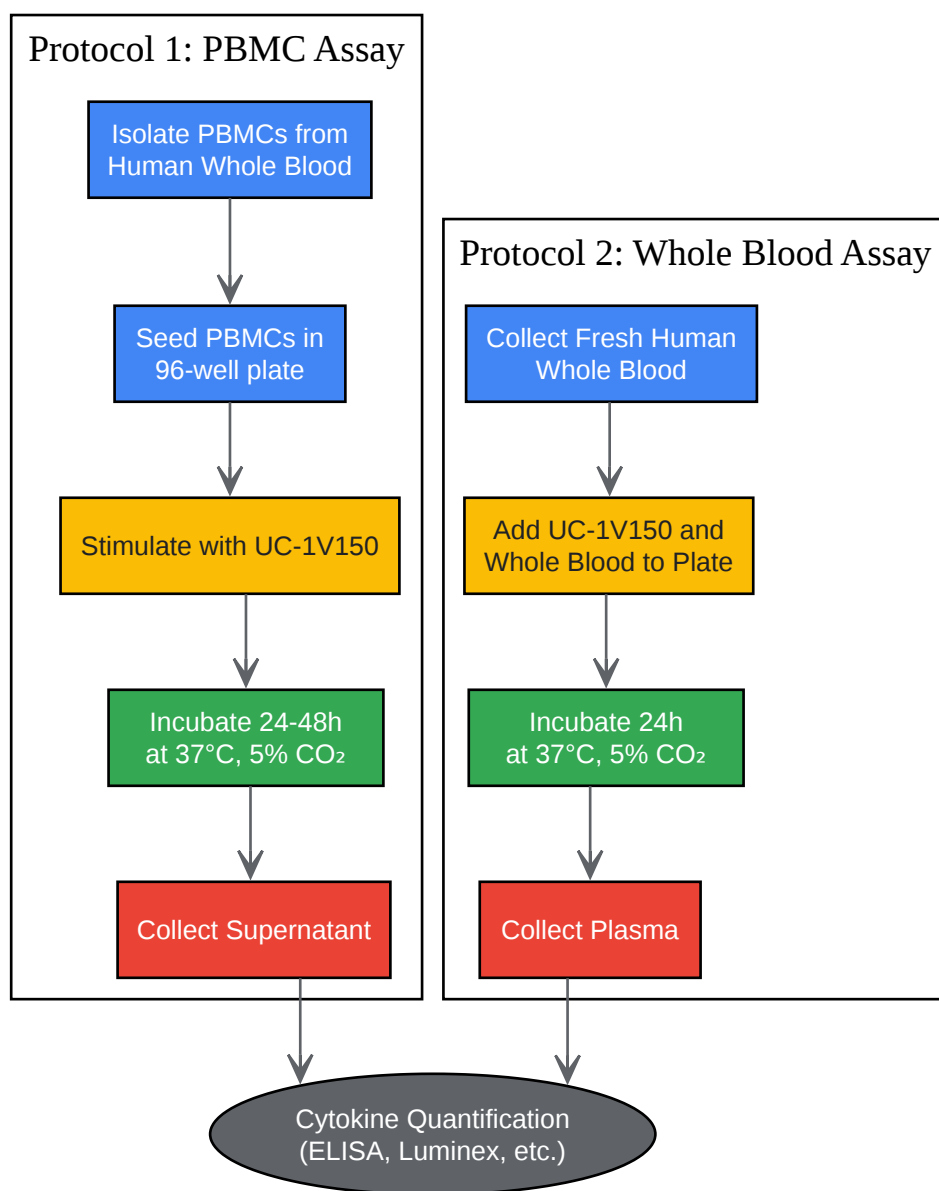 Protocol 1: PBMC Assay
Isolate PBMCs from
Human Whole Blood
Seed PBMCs in
96-well plate
Stimulate with UC-1V150
Incubate 24-48h
at 37°C, 5% CO₂
Collect Supernatant
Protocol 2: Whole Blood Assay
Collect Fresh Human
Whole Blood
Add UC-1V150 and
Whole Blood to Plate
Incubate 24h
at 37°C, 5% CO₂
Collect Plasma
Cytokine Quantification
(ELISA, Luminex, etc.)